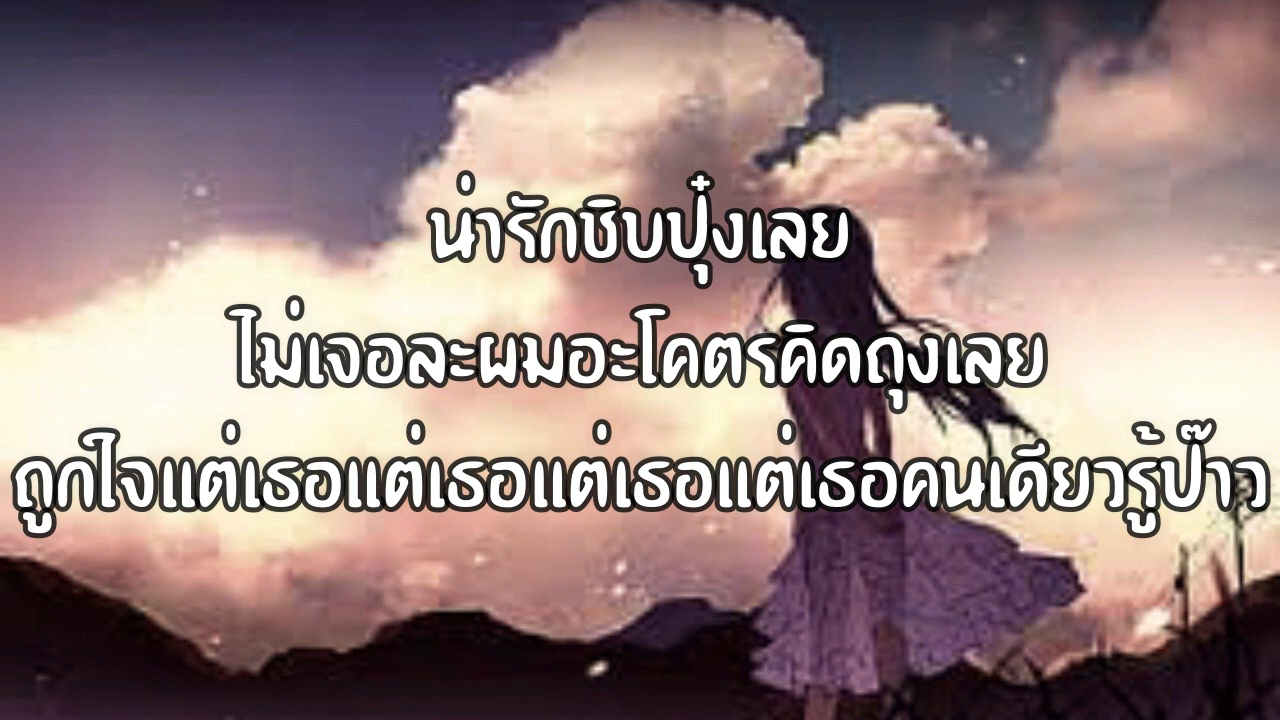 น่ารักชิบปุ๋งเลย
ไม่เจอละผมอะโคตรคิดถุงเลย
ถูกใจแต่เธอแต่เธอแต่เธอแต่เธอคนเดียวรู้ป๊าว